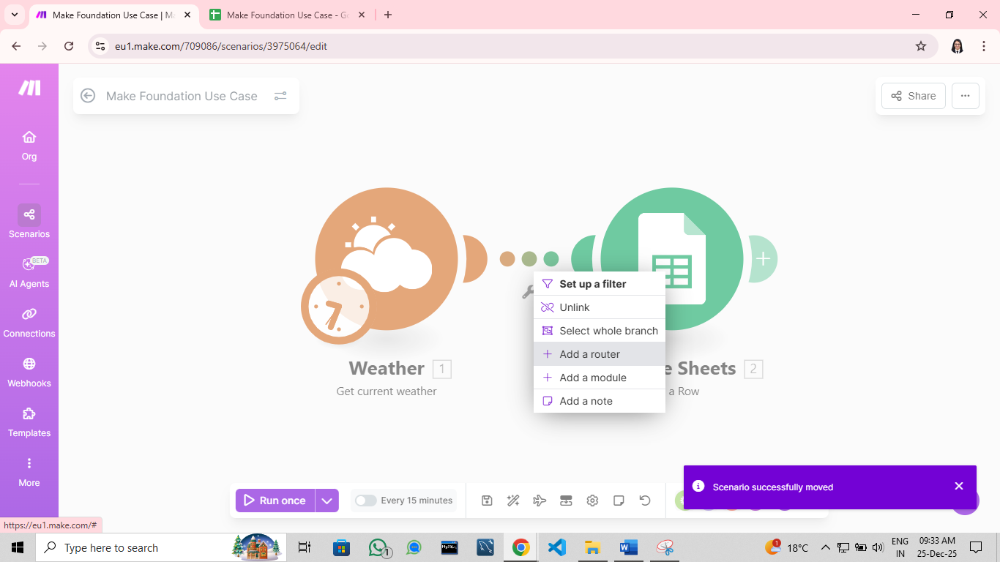 Make Foundation Use Case | M
Make Foundation Use Case - Go
eu1.make.com/709086/scenarios/3975064/edit
Make Foundation Use Case
Share
Org
Scenarios
BETA
AI Agents
Connections
Webhooks
Templates
More
Set up a filter
Unlink
Select whole branch
Add a router
Add a module
Add a note
Weather 1
Get current weather
e Sheets 2
a Row
Scenario successfully moved
Run once
Every 15 minutes
https://eu1.make.com/#
Type here to search
1
MySQL
1
18°C
ENG
IN
09:33 AM
25-Dec-25